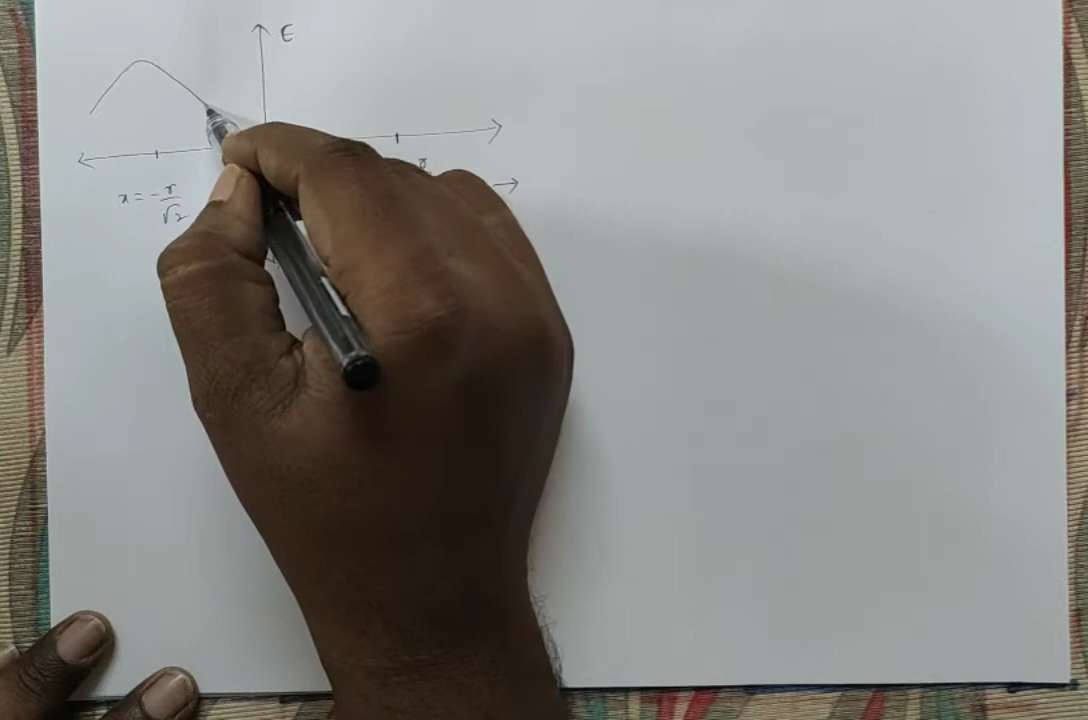 E
x = - r/√2
r